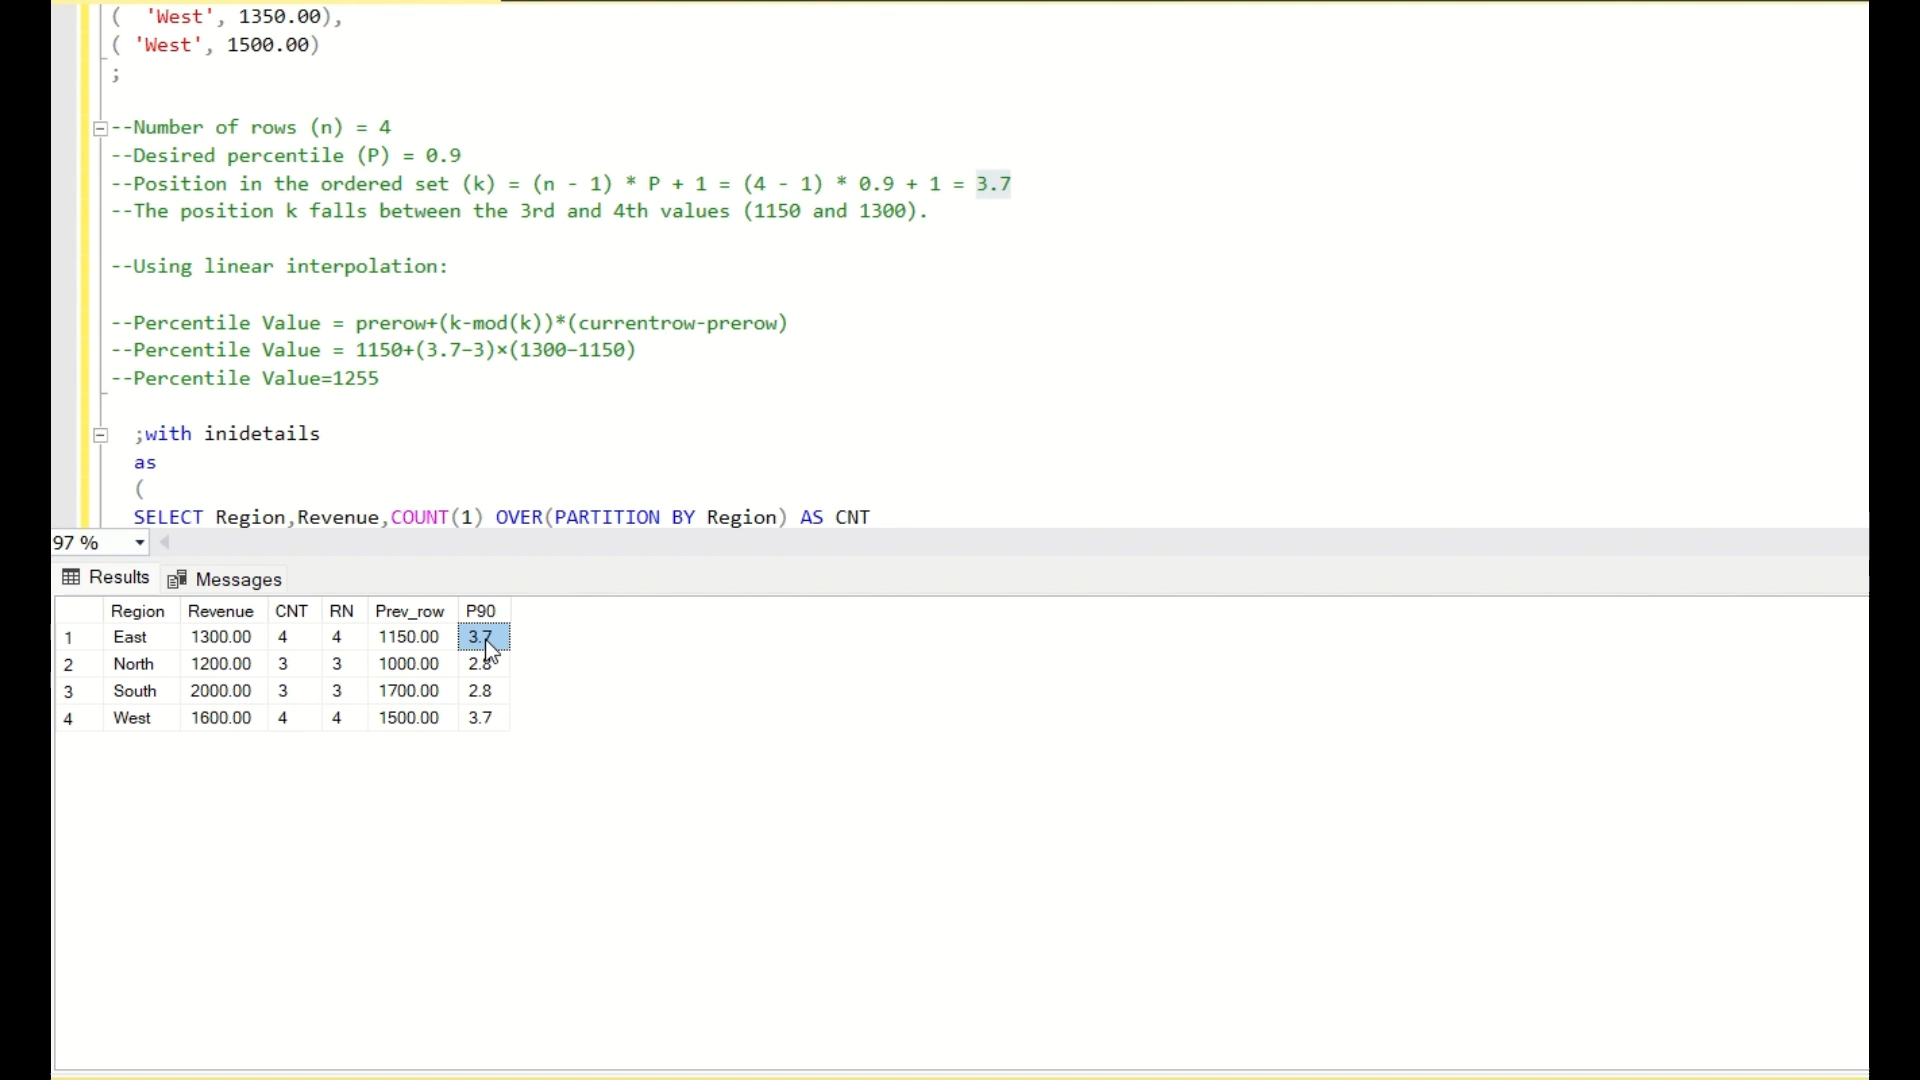 ( 'West', 1350.00),
( 'West', 1500.00)
;
--Number of rows (n) = 4
--Desired percentile (P) = 0.9
--Position in the ordered set (k) = (n - 1) * P + 1 = (4 - 1) * 0.9 + 1 = 3.7
--The position k falls between the 3rd and 4th values (1150 and 1300).
--Using linear interpolation:
--Percentile Value = prerow+(k-mod(k))*(currentrow-prerow)
--Percentile Value = 1150+(3.7−3)×(1300−1150)
--Percentile Value=1255
;with inidetails
as
(
SELECT Region,Revenue,COUNT(1) OVER(PARTITION BY Region) AS CNT
97 %
Results Messages
Region Revenue CNT RN Prev_row P90
1 East 1300.00 4 4 1150.00 3.7
2 North 1200.00 3 3 1000.00 2.8
3 South 2000.00 3 3 1700.00 2.8
4 West 1600.00 4 4 1500.00 3.7